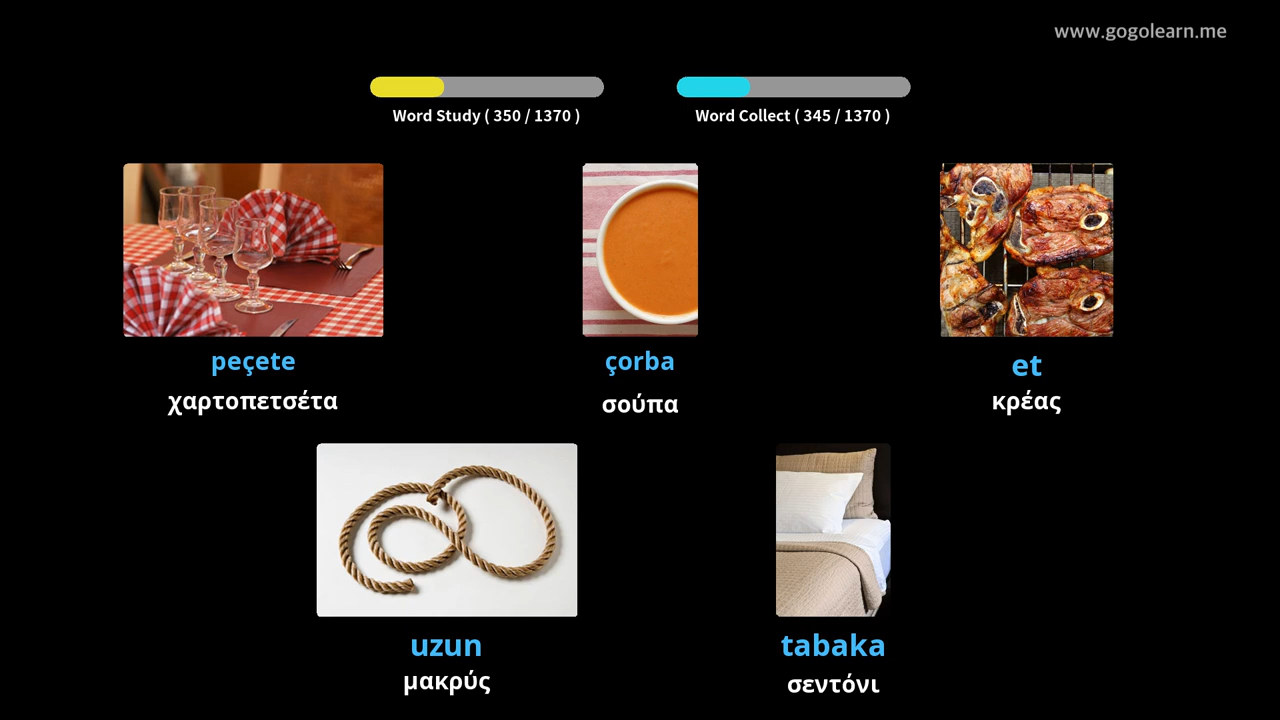 www.gogolearn.me
Word Study ( 350 / 1370 )
Word Collect ( 345 / 1370 )
peçete
χαρτοπετσέτα
çorba
σούπα
et
κρέας
uzun
μακρύς
tabaka
σεντόνι